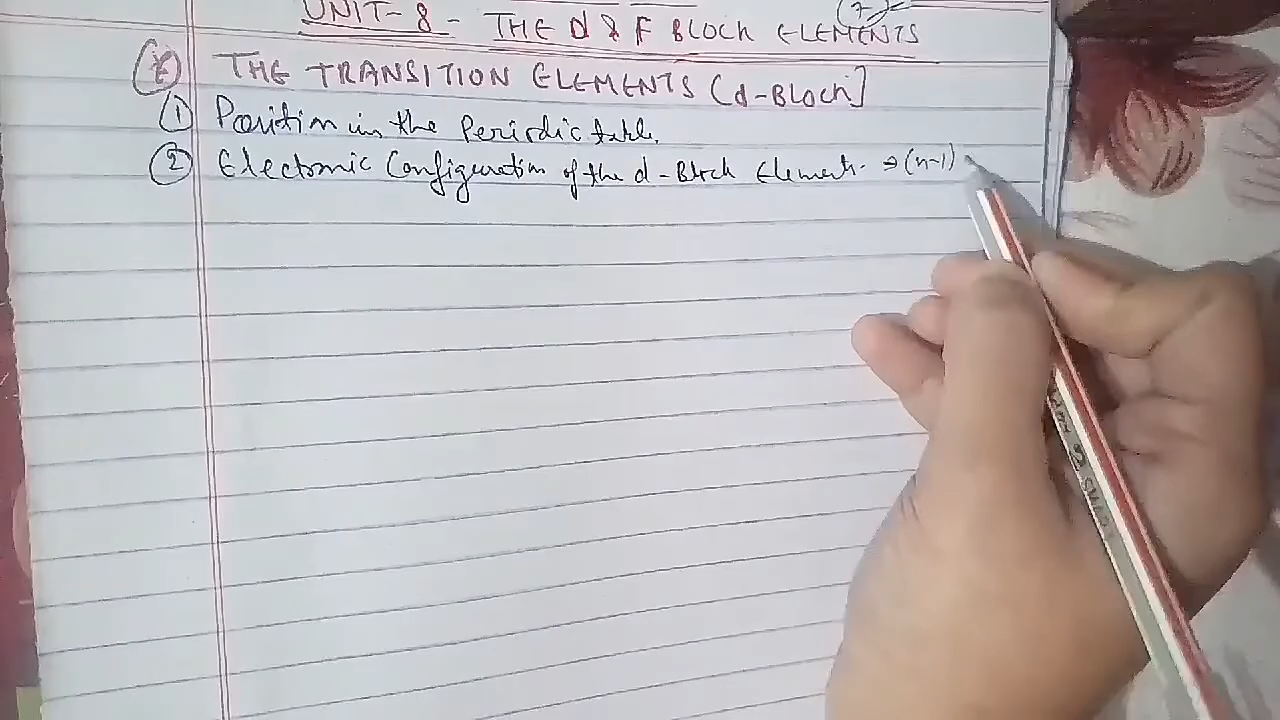 UNIT-8 - THE d & F BLOCK ELEMENTS
THE TRANSITION ELEMENTS (d-BLOCK]
① Position in the Periodic table.
② Electronic Configuration of the d-Block Elements ⇒ (n-1)